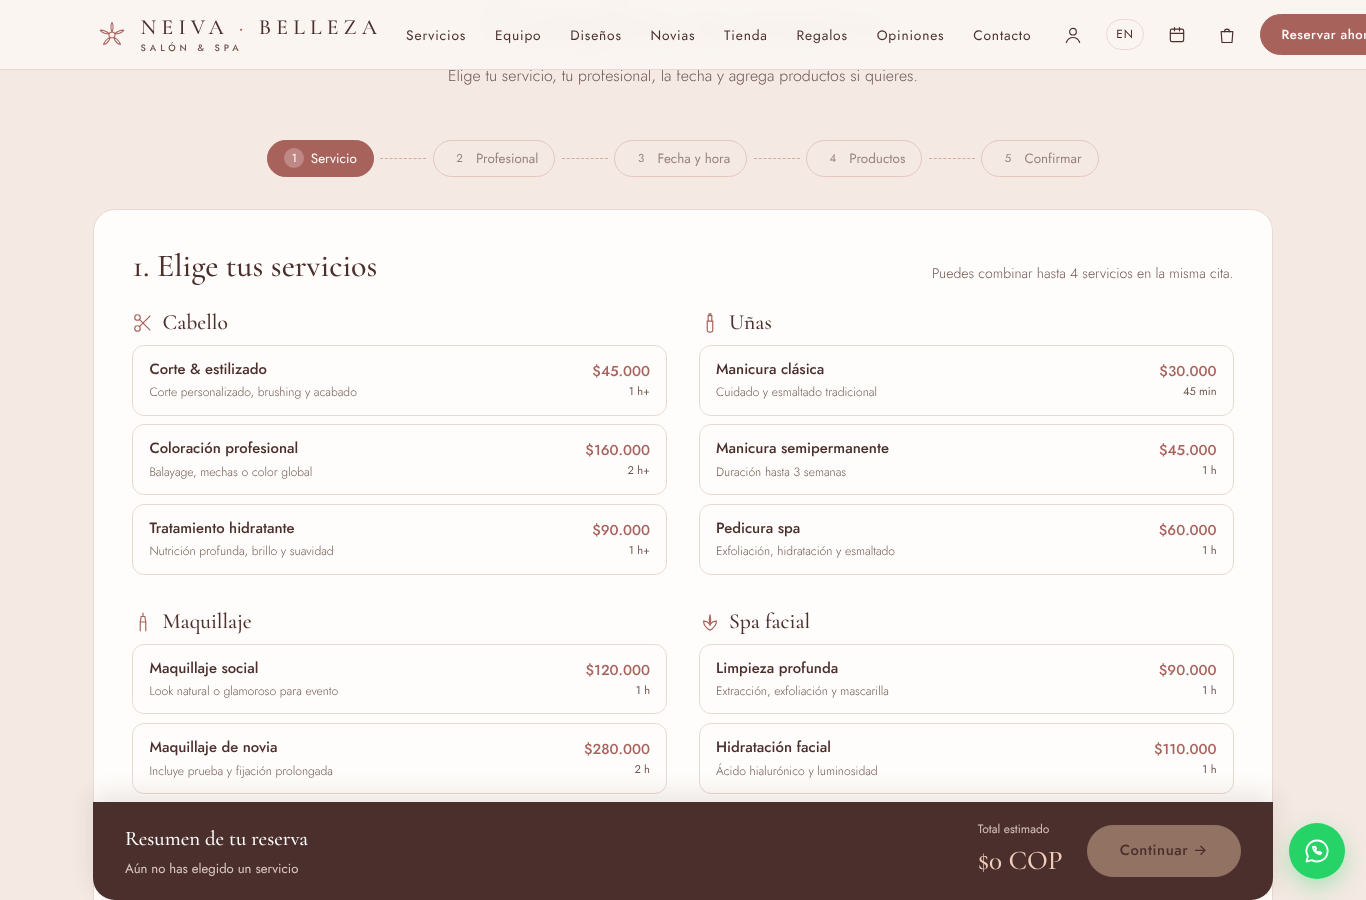 NEIVA · BELLEZA
SALÓN & SPA
Servicios
Equipo
Diseños
Novias
Tienda
Regalos
Opiniones
Contacto
EN
Reservar ahor
Elige tu servicio, tu profesional, la fecha y agrega productos si quieres.
1 Servicio
2 Profesional
3 Fecha y hora
4 Productos
5 Confirmar
1. Elige tus servicios
Puedes combinar hasta 4 servicios en la misma cita.
Cabello
Corte & estilizado
$45.000
Corte personalizado, brushing y acabado
1 h+
Coloración profesional
$160.000
Balayage, mechas o color global
2 h+
Tratamiento hidratante
$90.000
Nutrición profunda, brillo y suavidad
1 h+
Uñas
Manicura clásica
$30.000
Cuidado y esmaltado tradicional
45 min
Manicura semipermanente
$45.000
Duración hasta 3 semanas
1 h
Pedicura spa
$60.000
Exfoliación, hidratación y esmaltado
1 h
Maquillaje
Maquillaje social
$120.000
Look natural o glamoroso para evento
1 h
Maquillaje de novia
$280.000
Incluye prueba y fijación prolongada
2 h
Spa facial
Limpieza profunda
$90.000
Extracción, exfoliación y mascarilla
1 h
Hidratación facial
$110.000
Ácido hialurónico y luminosidad
1 h
Resumen de tu reserva
Aún no has elegido un servicio
Total estimado
$0 COP
Continuar →